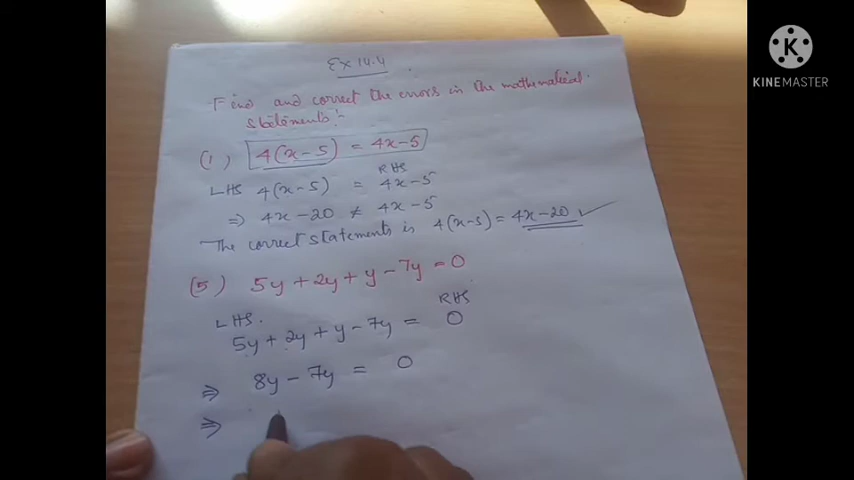 Ex 14.4
Find and correct the errors in the mathematical
statements :-
(1) 4(x-5) = 4x-5
LHS RHS
4(x-5) = 4x-5
⇒ 4x-20 ≠ 4x-5
The correct statements is 4(x-5) = 4x-20 ✓
(5) 5y + 2y + y - 7y = 0
LHS. RHS
5y + 2y + y - 7y = 0
⇒ 8y - 7y = 0
⇒
K
KINEMASTER